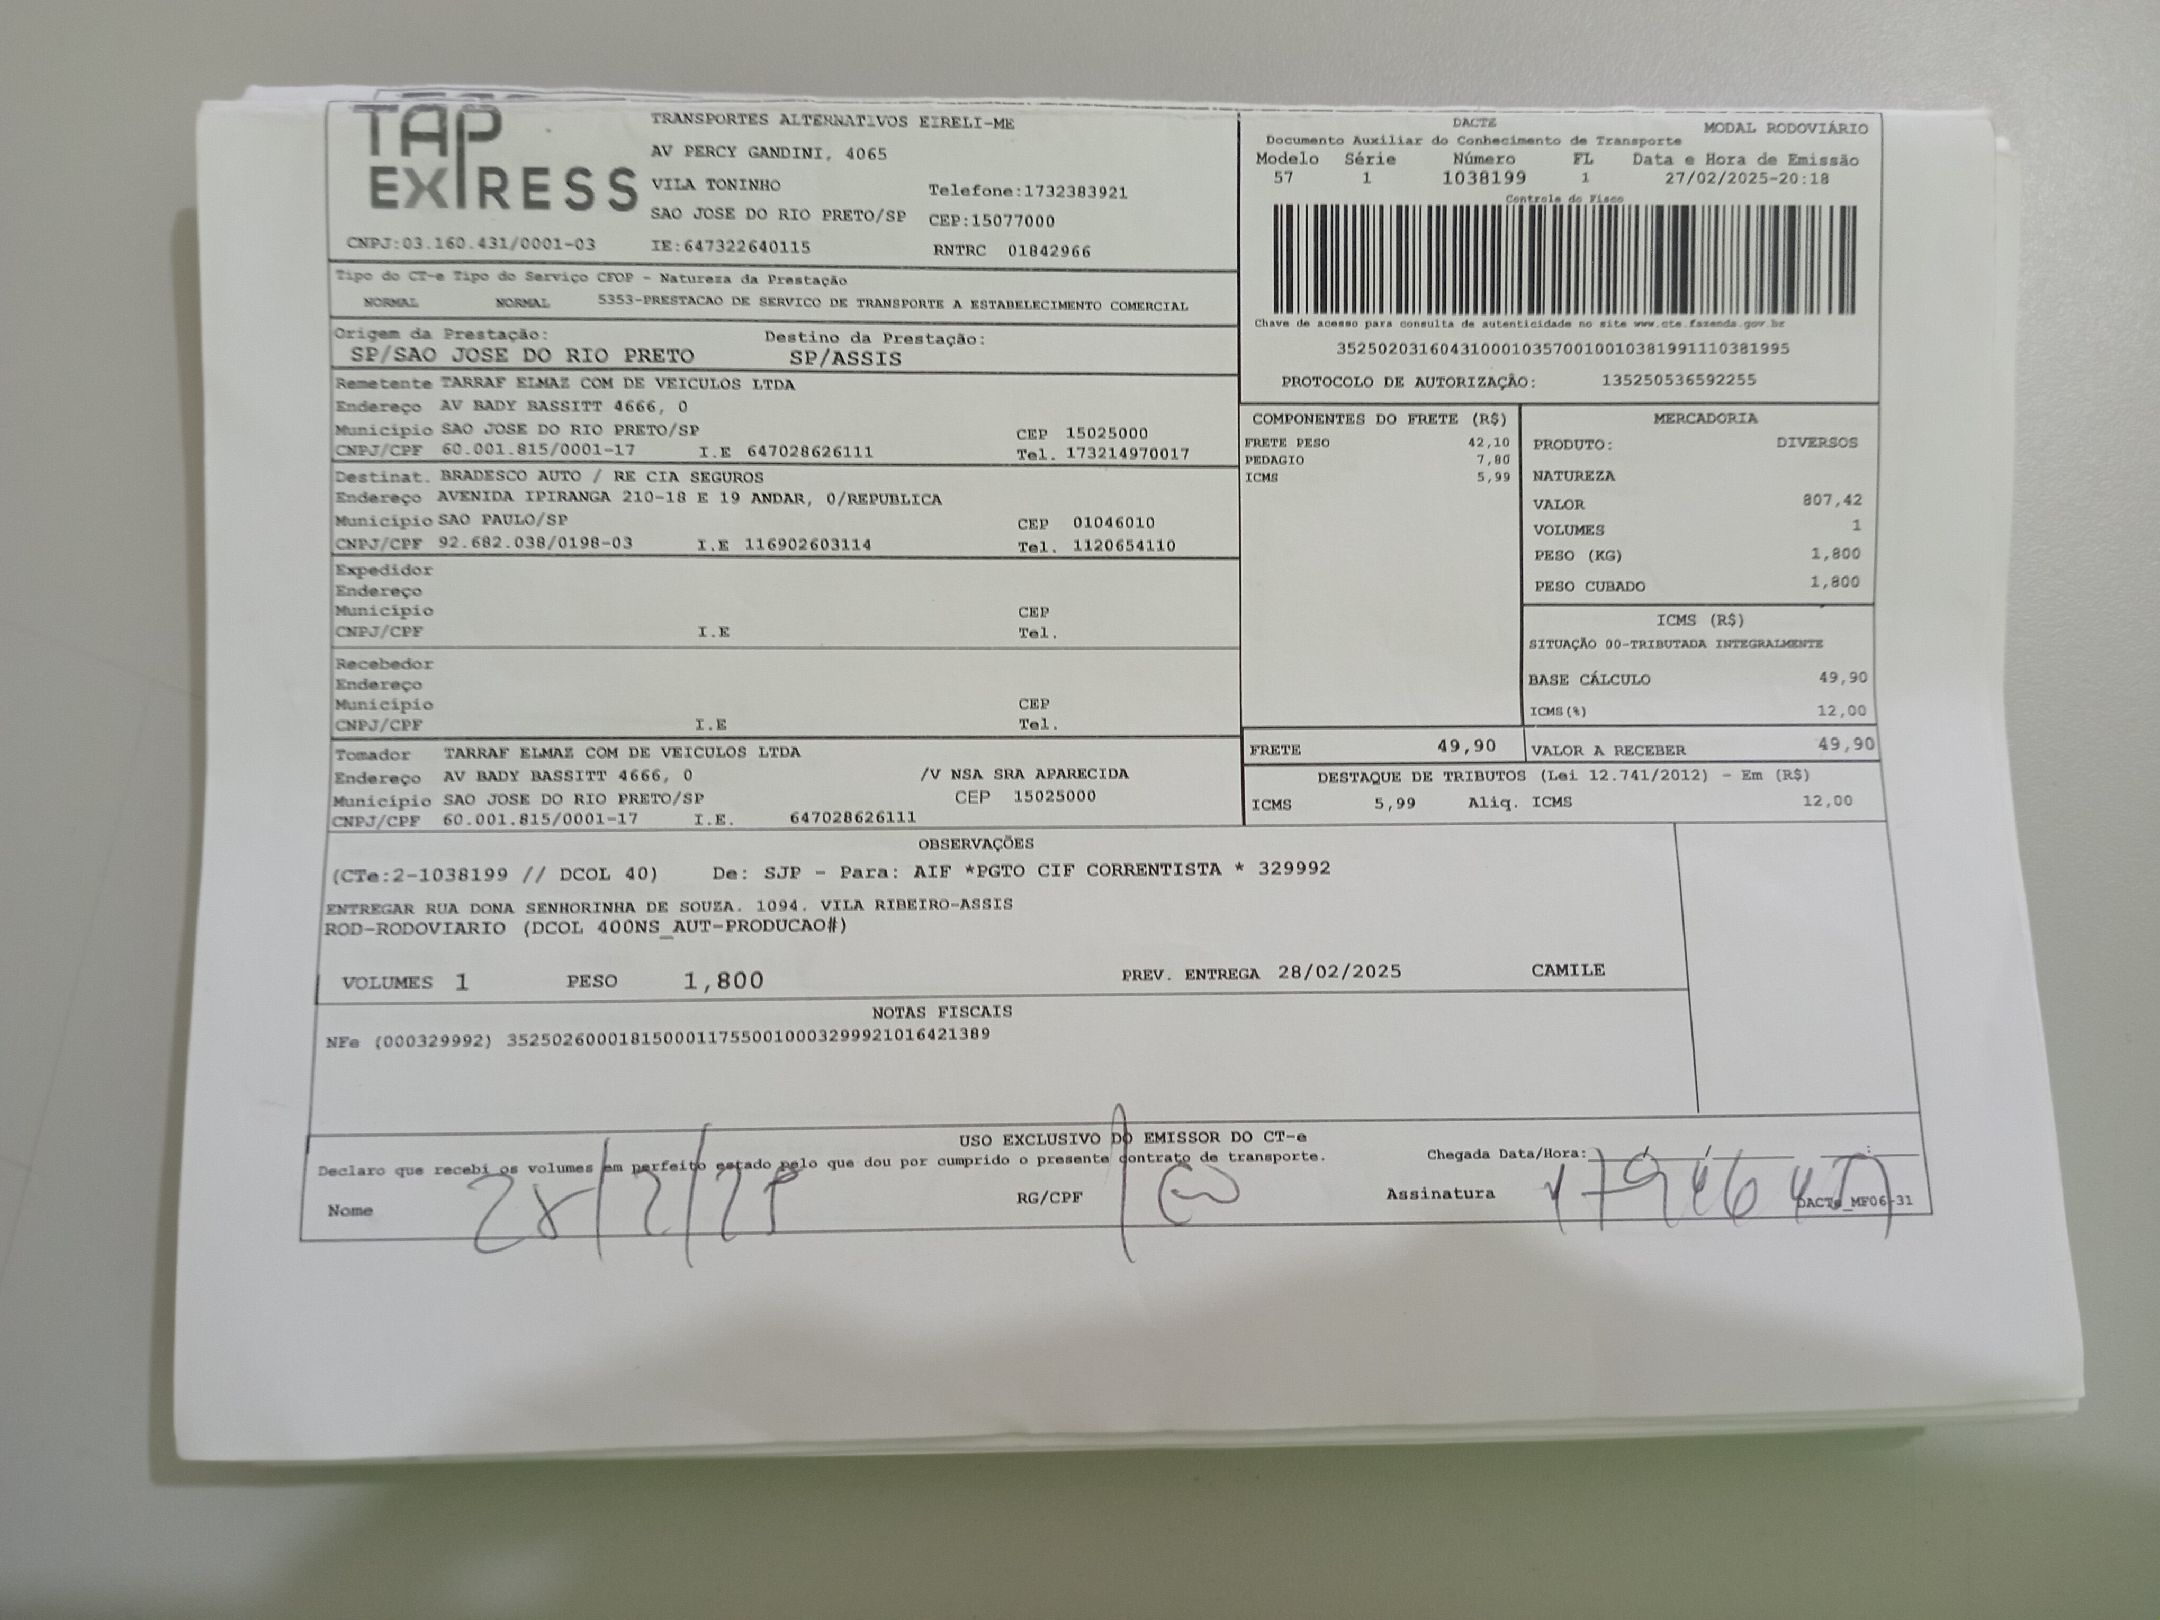 TAP EXPRESS
TRANSPORTES ALTERNATIVOS EIRELI-ME
AV PERCY GANDINI, 4065
VILA TONINHO Telefone:1732383921
SAO JOSE DO RIO PRETO/SP CEP:15077000
CNPJ:03.160.431/0001-03 IE:647322640115 RNTRC 01842966
DACTE MODAL RODOVIÁRIO
Documento Auxiliar do Conhecimento de Transporte
Modelo Série Número FL Data e Hora de Emissão
57 1 1038199 1 27/02/2025-20:18
Controle do Fisco
Chave de acesso para consulta de autenticidade no site www.cte.fazenda.gov.br
35250203160431000103570010010381991110381995
PROTOCOLO DE AUTORIZAÇÂO: 135250536592255
Tipo do CT-e Tipo do Serviço CFOP - Natureza da Prestação
NORMAL NORMAL 5353-PRESTACAO DE SERVICO DE TRANSPORTE A ESTABELECIMENTO COMERCIAL
Origem da Prestação: Destino da Prestação:
SP/SAO JOSE DO RIO PRETO SP/ASSIS
Remetente TARRAF ELMAZ COM DE VEICULOS LTDA
Endereço AV BADY BASSITT 4666, 0
Município SAO JOSE DO RIO PRETO/SP CEP 15025000
CNPJ/CPF 60.001.815/0001-17 I.E 647028626111 Tel. 173214970017
Destinat. BRADESCO AUTO / RE CIA SEGUROS
Endereço AVENIDA IPIRANGA 210-18 E 19 ANDAR, 0/REPUBLICA
Município SAO PAULO/SP CEP 01046010
CNPJ/CPF 92.682.038/0198-03 I.E 116902603114 Tel. 1120654110
Expedidor
Endereço
Município CEP
CNPJ/CPF I.E Tel.
Recebedor
Endereço
Município CEP
CNPJ/CPF I.E Tel.
Tomador TARRAF ELMAZ COM DE VEICULOS LTDA
Endereço AV BADY BASSITT 4666, 0 /V NSA SRA APARECIDA
Município SAO JOSE DO RIO PRETO/SP CEP 15025000
CNPJ/CPF 60.001.815/0001-17 I.E. 647028626111
COMPONENTES DO FRETE (R$)
FRETE PESO 42,10
PEDAGIO 7,80
ICMS 5,99
MERCADORIA
PRODUTO: DIVERSOS
NATUREZA
VALOR 807,42
VOLUMES 1
PESO (KG) 1,800
PESO CUBADO 1,800
ICMS (R$)
SITUAÇÃO 00-TRIBUTADA INTEGRALMENTE
BASE CÁLCULO 49,90
ICMS(%) 12,00
FRETE 49,90 VALOR A RECEBER 49,90
DESTAQUE DE TRIBUTOS (Lei 12.741/2012) - Em (R$)
ICMS 5,99 Aliq. ICMS 12,00
OBSERVAÇÕES
(CTe:2-1038199 // DCOL 40) De: SJP - Para: AIF *PGTO CIF CORRENTISTA * 329992
ENTREGAR RUA DONA SENHORINHA DE SOUZA. 1094. VILA RIBEIRO-ASSIS
ROD-RODOVIARIO (DCOL 400NS_AUT-PRODUCAO#)
VOLUMES 1 PESO 1,800 PREV. ENTREGA 28/02/2025 CAMILE
NOTAS FISCAIS
NFe (000329992) 35250260001815000117550010003299921016421389
USO EXCLUSIVO DO EMISSOR DO CT-e
Declaro que recebi os volumes em perfeito estado pelo que dou por cumprido o presente contrato de transporte. Chegada Data/Hora:
Nome 28/2/25 RG/CPF Assinatura DACTe_MF06-31